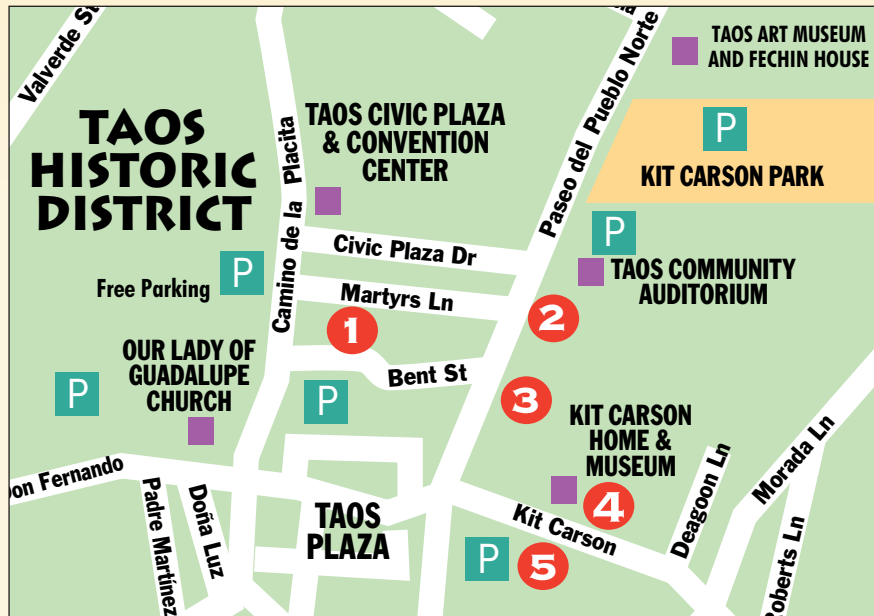 Valverde St
TAOS
HISTORIC
DISTRICT
Camino de la Placita
TAOS CIVIC PLAZA
& CONVENTION
CENTER
Paseo del Pueblo Norte
TAOS ART MUSEUM
AND FECHIN HOUSE
P
KIT CARSON PARK
P
TAOS COMMUNITY
AUDITORIUM
Civic Plaza Dr
Free Parking
P
Martyrs Ln
1
2
OUR LADY OF
GUADALUPE
CHURCH
P
P
Bent St
3
KIT CARSON
HOME &
MUSEUM
4
Deagoon Ln
Morada Ln
Roberts Ln
Don Fernando
Padre Martínez
Doña Luz
TAOS
PLAZA
Kit Carson
P
5